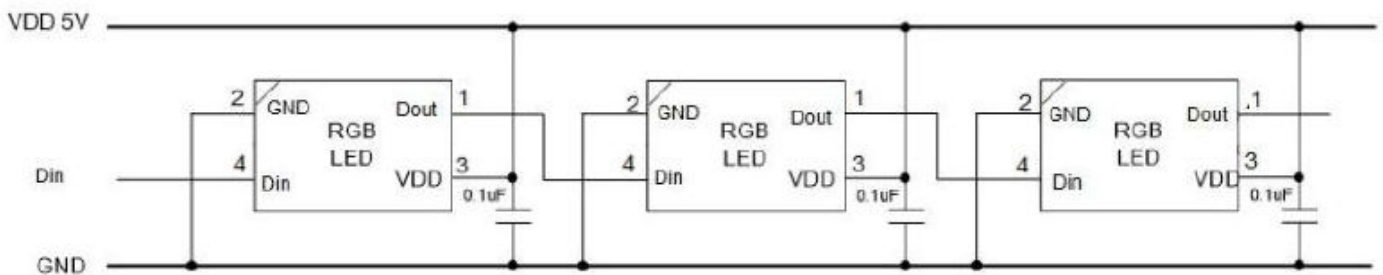 VDD 5V
2 GND Dout 1
RGB
LED
4 Din VDD 3
0.1uF
2 GND Dout 1
RGB
LED
4 Din VDD 3
0.1uF
2 GND Dout .1
RGB
LED
4 Din VDD 3
0.1uF
Din
GND